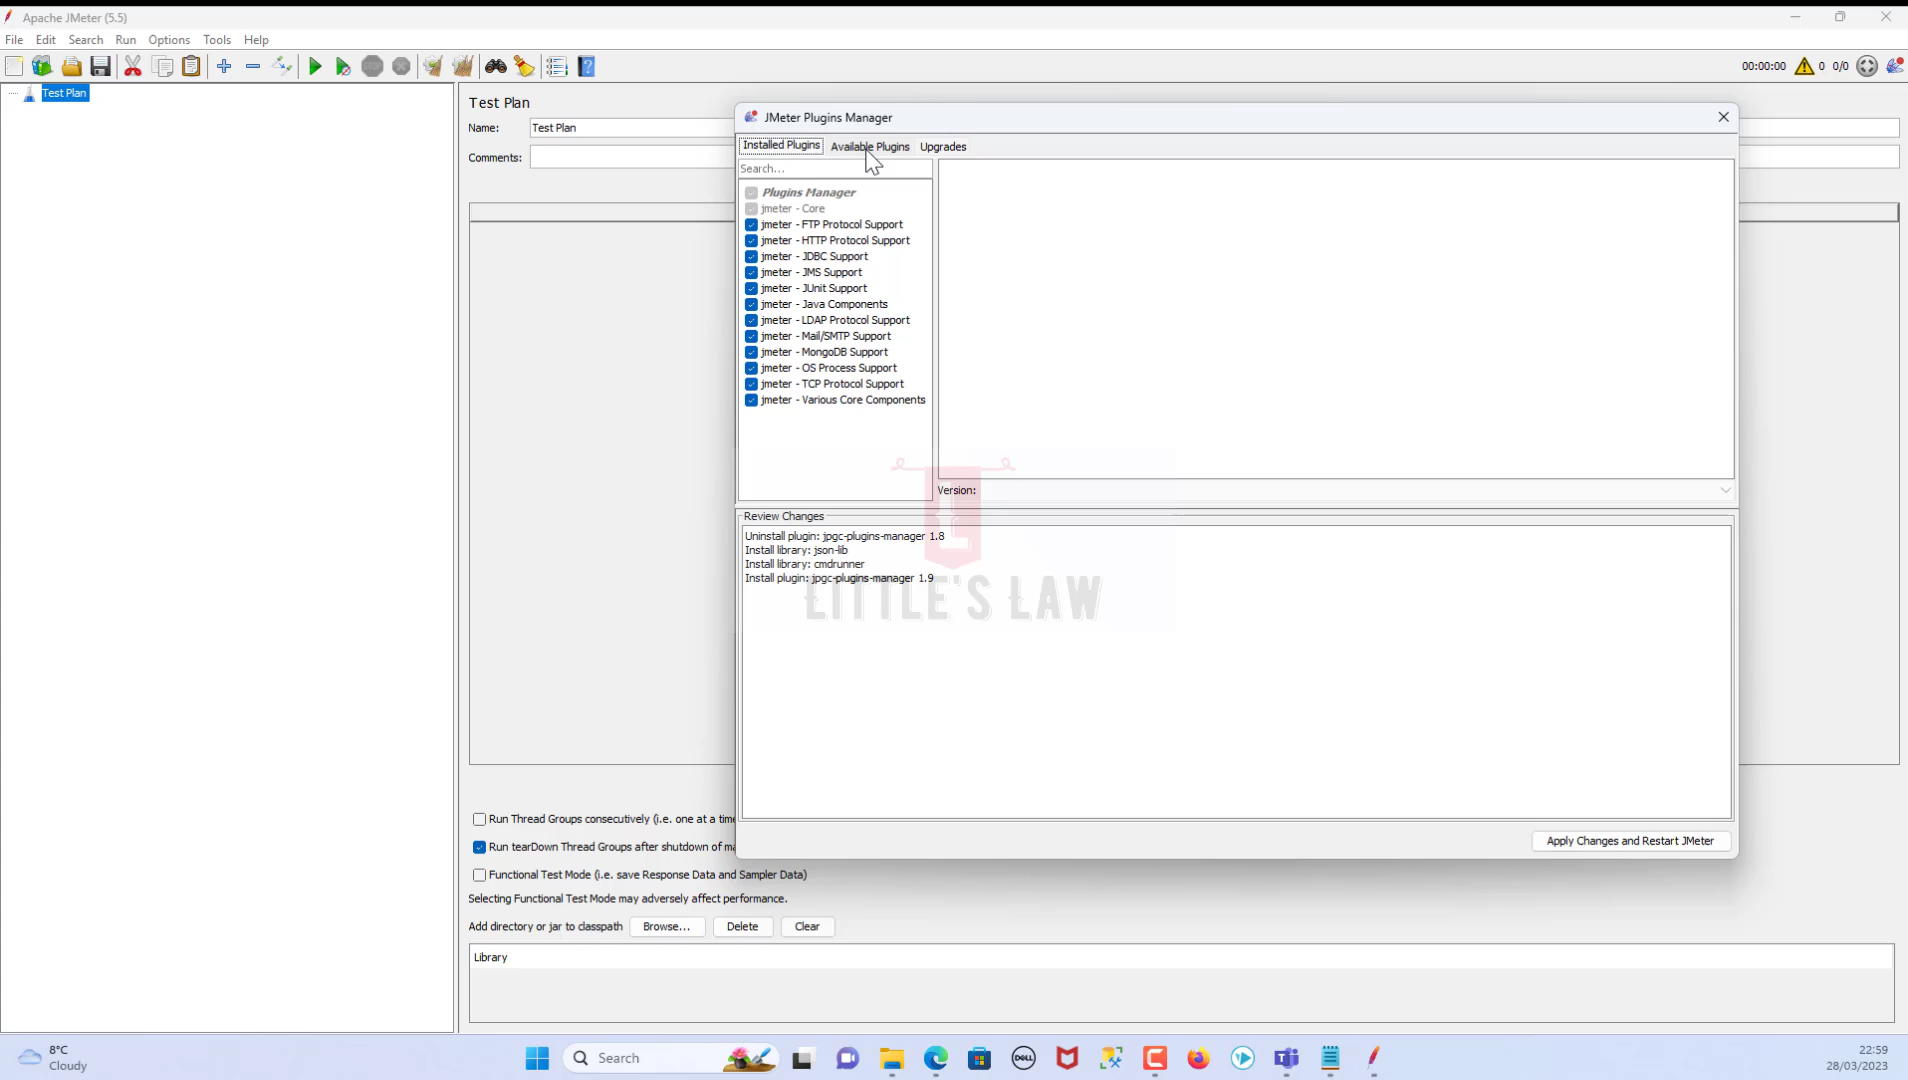 Apache JMeter (5.5)
File Edit Search Run Options Tools Help
00:00:00 0 0/0
Test Plan
Test Plan
Name: Test Plan
Comments:
JMeter Plugins Manager
Installed Plugins Available Plugins Upgrades
Search...
Plugins Manager
jmeter - Core
jmeter - FTP Protocol Support
jmeter - HTTP Protocol Support
jmeter - JDBC Support
jmeter - JMS Support
jmeter - JUnit Support
jmeter - Java Components
jmeter - LDAP Protocol Support
jmeter - Mail/SMTP Support
jmeter - MongoDB Support
jmeter - OS Process Support
jmeter - TCP Protocol Support
jmeter - Various Core Components
Version:
Review Changes
Uninstall plugin: jpgc-plugins-manager 1.8
Install library: json-lib
Install library: cmdrunner
Install plugin: jpgc-plugins-manager 1.9
L
LITTLE'S LAW
Apply Changes and Restart JMeter
Run Thread Groups consecutively (i.e. one at a time
Run tearDown Thread Groups after shutdown of ma
Functional Test Mode (i.e. save Response Data and Sampler Data)
Selecting Functional Test Mode may adversely affect performance.
Add directory or jar to classpath Browse... Delete Clear
Library
8°C
Cloudy
Search
DELL
22:59
28/03/2023